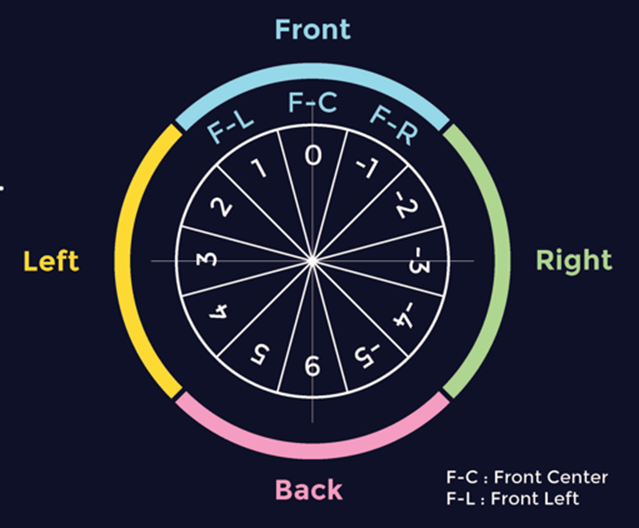 Front
F-L F-C F-R
1 0 -1
2 -2
Left 3 -3 Right
4 -4
5 6 -5
Back
F-C : Front Center
F-L : Front Left